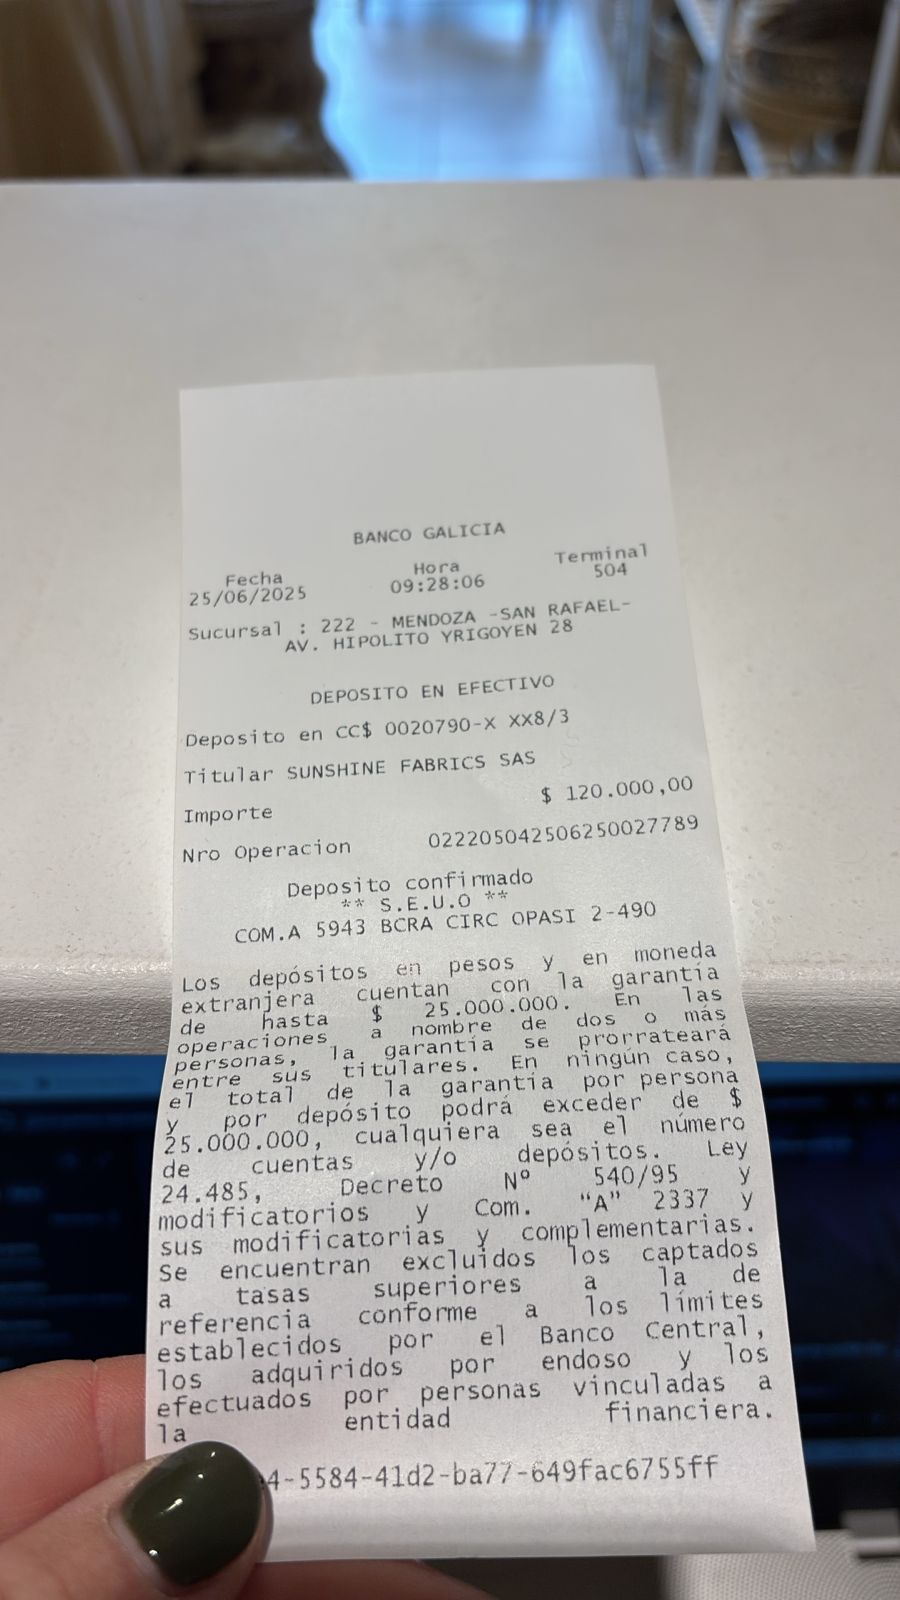 BANCO GALICIA
Fecha Hora Terminal
25/06/2025 09:28:06 504
Sucursal : 222 - MENDOZA -SAN RAFAEL-
AV. HIPOLITO YRIGOYEN 28
DEPOSITO EN EFECTIVO
Deposito en CC$ 0020790-X XX8/3
Titular SUNSHINE FABRICS SAS
Importe $ 120.000,00
Nro Operacion 022205042506250027789
Deposito confirmado
** S.E.U.O **
COM.A 5943 BCRA CIRC OPASI 2-490
Los depósitos en pesos y en moneda
extranjera cuentan con la garantía
de hasta $ 25.000.000. En las
operaciones a nombre de dos o más
personas, la garantía se prorrateará
entre sus titulares. En ningún caso,
el total de la garantía por persona
y por depósito podrá exceder de $
25.000.000, cualquiera sea el número
de cuentas y/o depósitos. Ley
24.485, Decreto Nº 540/95 y
modificatorios y Com. “A” 2337 y
sus modificatorias y complementarias.
Se encuentran excluidos los captados
a tasas superiores a la de
referencia conforme a los límites
establecidos por el Banco Central,
los adquiridos por endoso y los
efectuados por personas vinculadas a
la entidad financiera.
4-5584-41d2-ba77-649fac6755ff